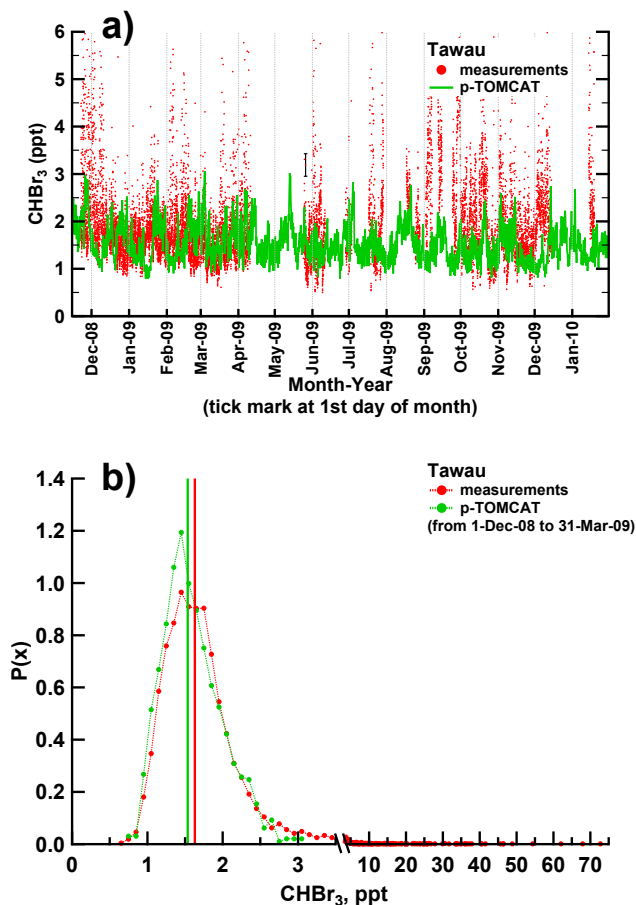 a)
Tawau
measurements
p-TOMCAT
CHBr3 (ppt)
6
5
4
3
2
1
0
Dec-08 Jan-09 Feb-09 Mar-09 Apr-09 May-09 Jun-09 Jul-09 Aug-09 Sep-09 Oct-09 Nov-09 Dec-09 Jan-10
Month-Year
(tick mark at 1st day of month)
b)
Tawau
measurements
p-TOMCAT
(from 1-Dec-08 to 31-Mar-09)
P(x)
1.4
1.2
1.0
0.8
0.6
0.4
0.2
0.0
0 1 2 3 10 20 30 40 50 60 70
CHBr3, ppt